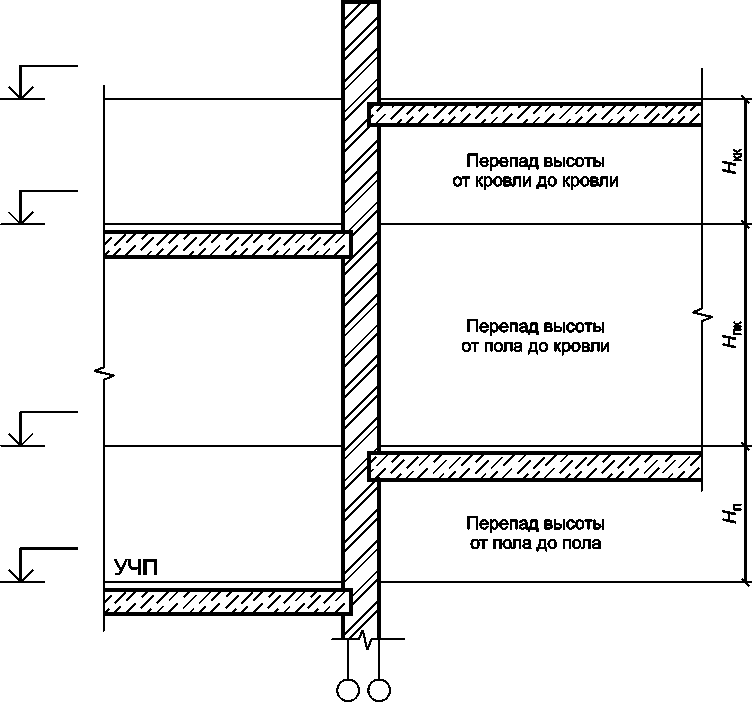 Перепад высоты
от кровли до кровли
Hкк
Перепад высоты
от пола до кровли
Hпк
Перепад высоты
от пола до пола
Hп
УЧП